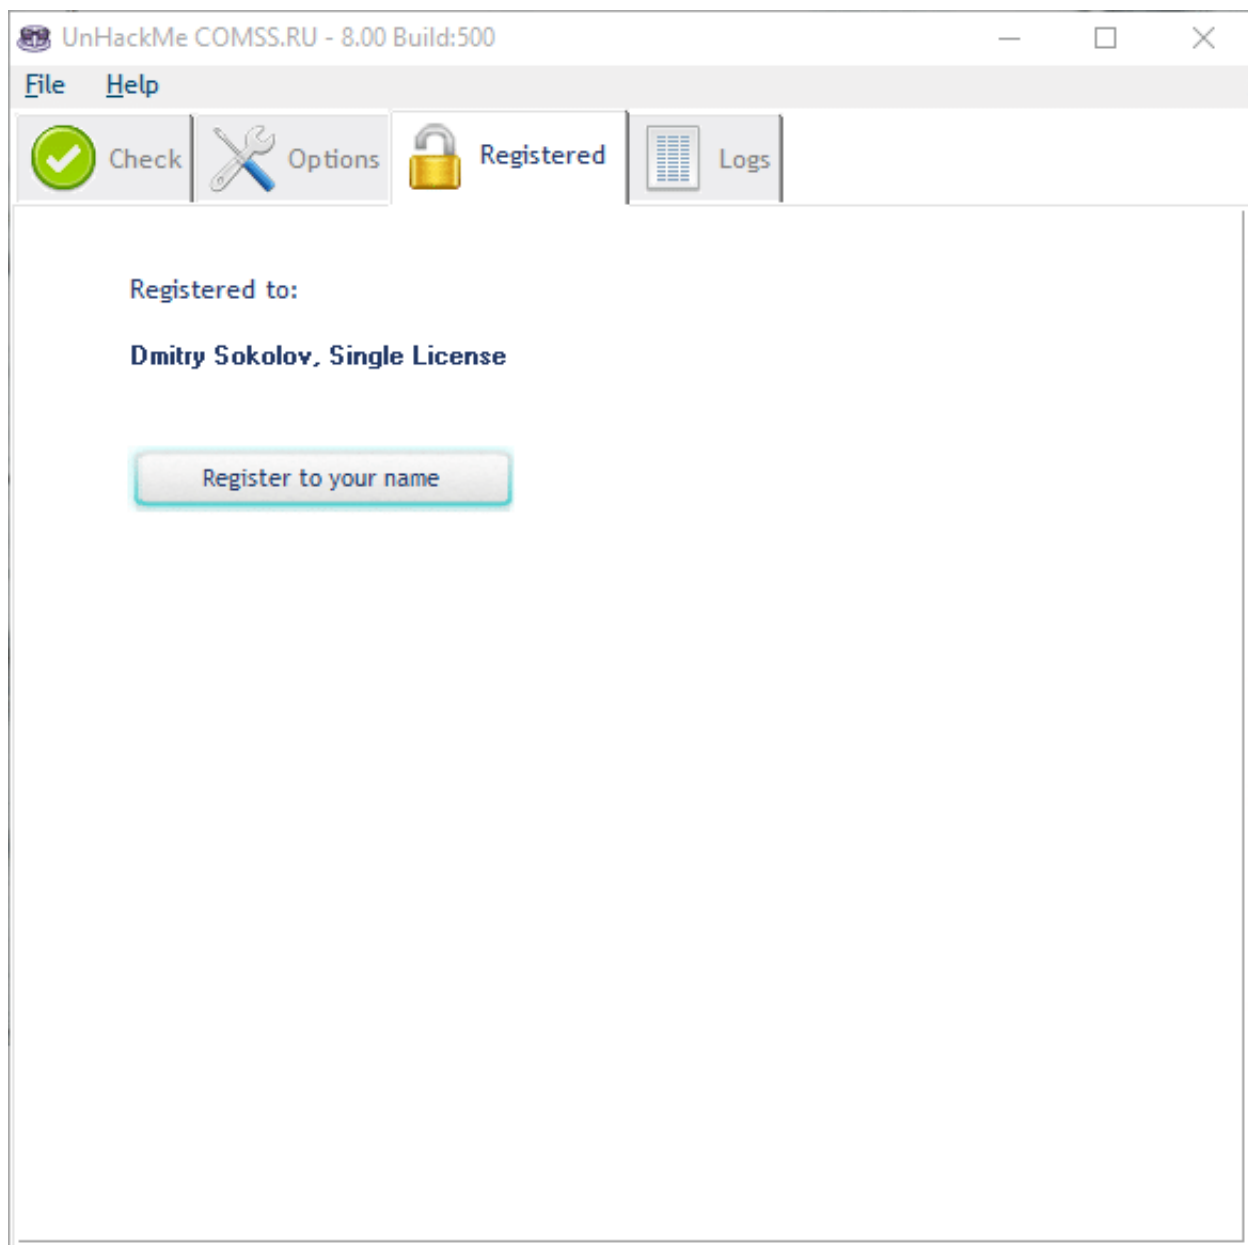 UnHackMe COMSS.RU - 8.00 Build:500
File Help
Check Options Registered Logs
Registered to:
Dmitry Sokolov, Single License
Register to your name